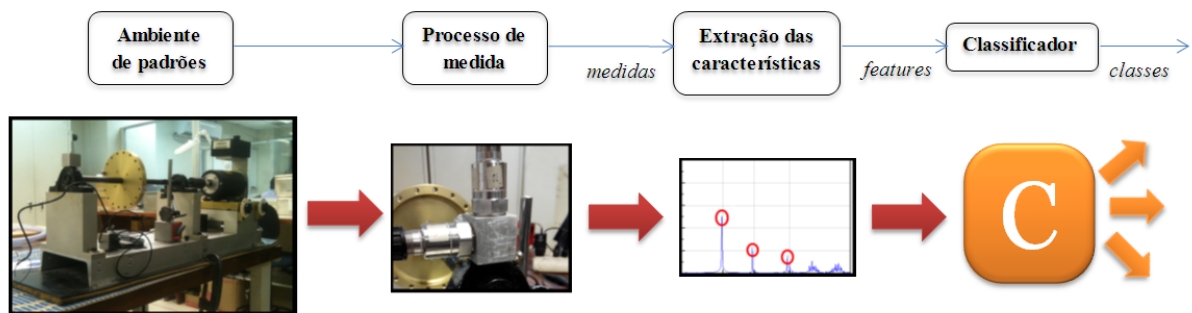 Ambiente
de padrões
Processo de
medida
medidas
Extração das
características
features
Classificador
classes
C